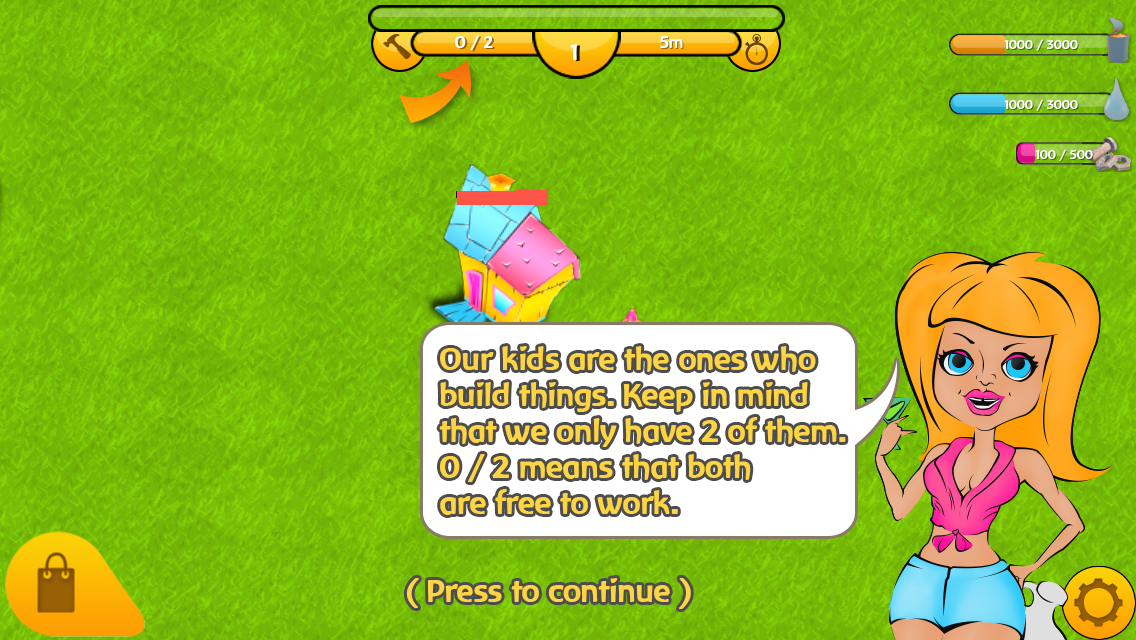 0 / 2
1
5m
1000 / 3000
1000 / 3000
100 / 500
Our kids are the ones who
build things. Keep in mind
that we only have 2 of them.
0 / 2 means that both
are free to work.
( Press to continue )